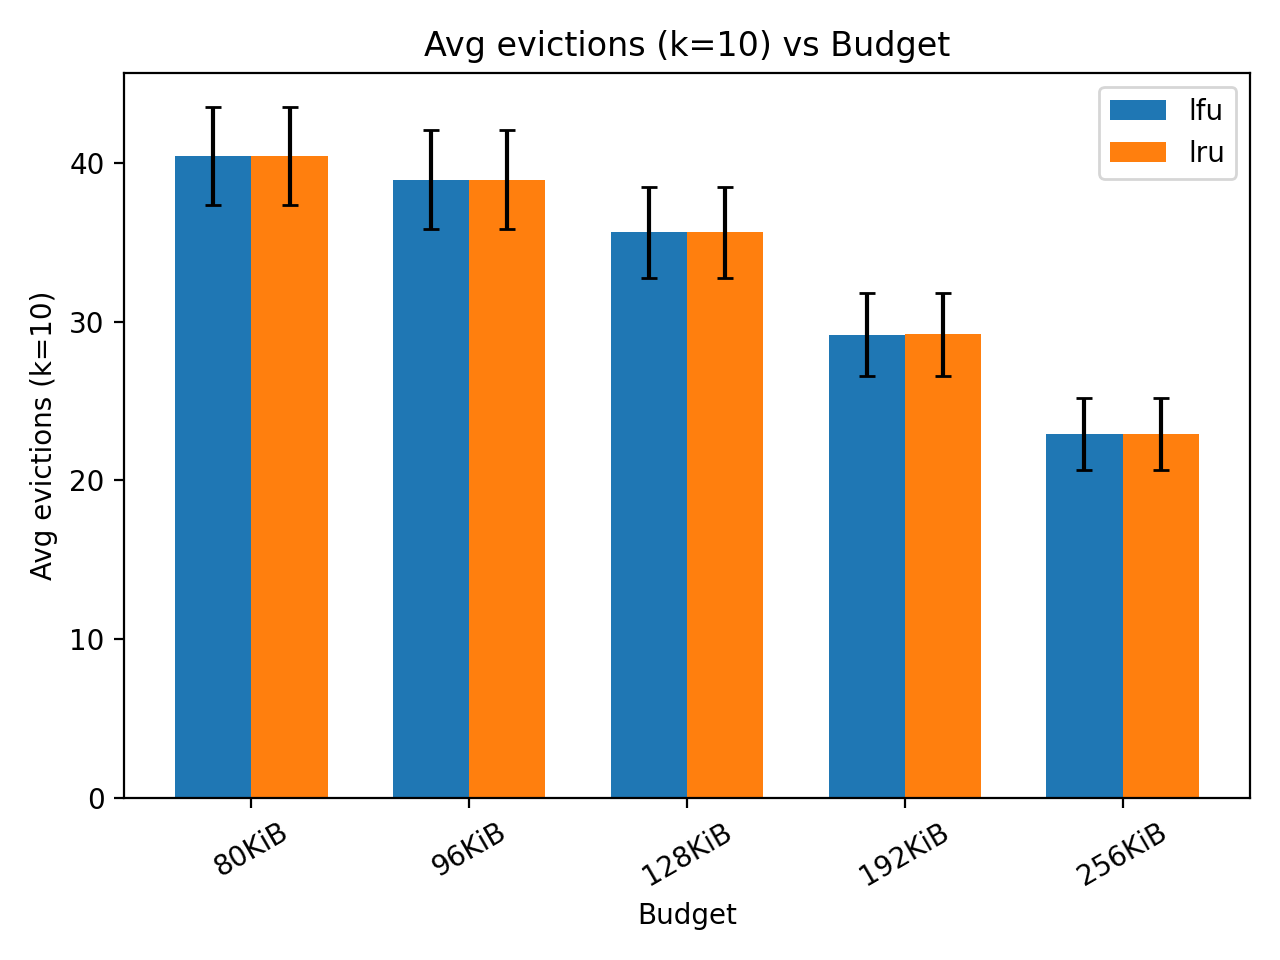 Avg evictions (k=10) vs Budget
lfu
lru
Avg evictions (k=10)
40
30
20
10
0
80KiB
96KiB
128KiB
192KiB
256KiB
Budget